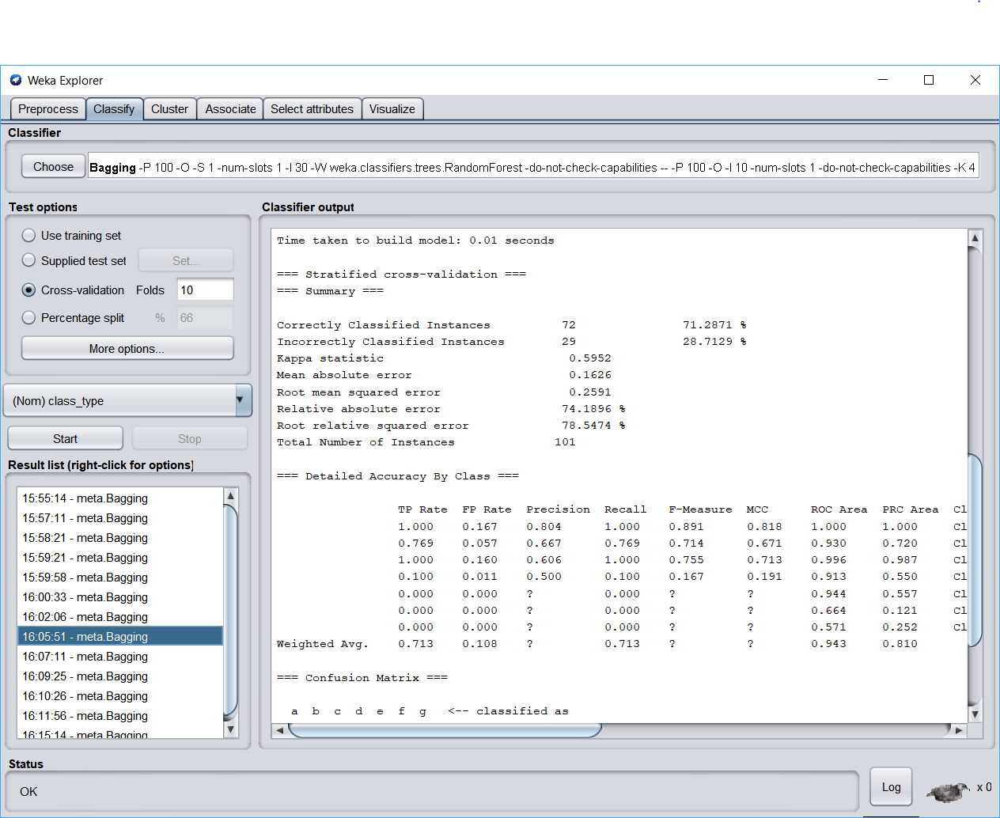 Weka Explorer
Preprocess Classify Cluster Associate Select attributes Visualize
Classifier
Choose Bagging -P 100 -O -S 1 -num-slots 1 -I 30 -W weka.classifiers.trees.RandomForest -do-not-check-capabilities -- -P 100 -O -I 10 -num-slots 1 -do-not-check-capabilities -K 4
Test options
Use training set
Supplied test set Set...
Cross-validation Folds 10
Percentage split % 66
More options...
(Nom) class_type
Start Stop
Result list (right-click for options)
15:55:14 - meta.Bagging
15:57:11 - meta.Bagging
15:58:21 - meta.Bagging
15:59:21 - meta.Bagging
15:59:58 - meta.Bagging
16:00:33 - meta.Bagging
16:02:06 - meta.Bagging
16:05:51 - meta.Bagging
16:07:11 - meta.Bagging
16:09:25 - meta.Bagging
16:10:26 - meta.Bagging
16:11:56 - meta.Bagging
16:15:14 - meta.Bagging
Classifier output
Time taken to build model: 0.01 seconds
=== Stratified cross-validation ===
=== Summary ===
Correctly Classified Instances 72 71.2871 %
Incorrectly Classified Instances 29 28.7129 %
Kappa statistic 0.5952
Mean absolute error 0.1626
Root mean squared error 0.2591
Relative absolute error 74.1896 %
Root relative squared error 78.5474 %
Total Number of Instances 101
=== Detailed Accuracy By Class ===
TP Rate FP Rate Precision Recall F-Measure MCC ROC Area PRC Area Cl
1.000 0.167 0.804 1.000 0.891 0.818 1.000 1.000 Cl
0.769 0.057 0.667 0.769 0.714 0.671 0.930 0.720 Cl
1.000 0.160 0.606 1.000 0.755 0.713 0.996 0.987 Cl
0.100 0.011 0.500 0.100 0.167 0.191 0.913 0.550 Cl
0.000 0.000 ? 0.000 ? ? 0.944 0.557 Cl
0.000 0.000 ? 0.000 ? ? 0.664 0.121 Cl
0.000 0.000 ? 0.000 ? ? 0.571 0.252 Cl
Weighted Avg. 0.713 0.108 ? 0.713 ? ? 0.943 0.810
=== Confusion Matrix ===
a b c d e f g <-- classified as
Status
OK
Log x 0